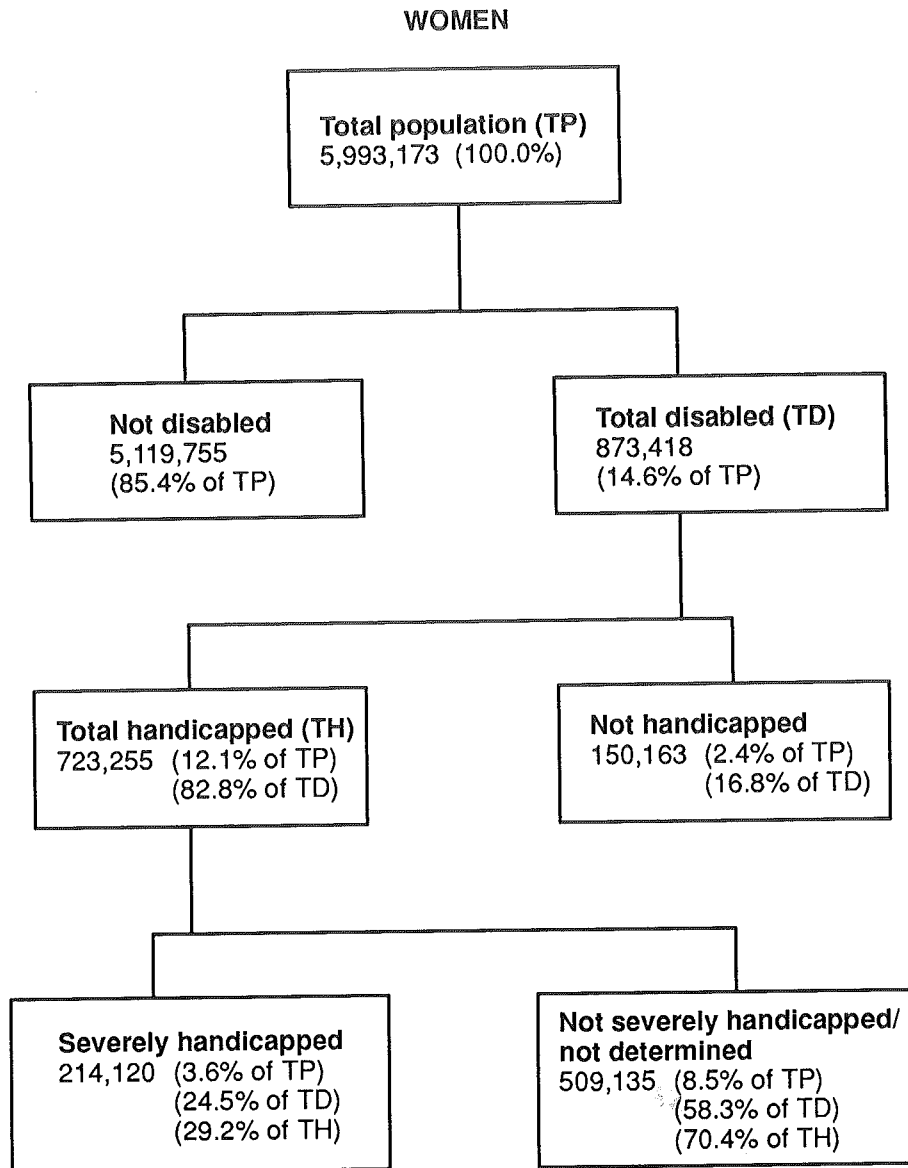 WOMEN
Total population (TP)
5,993,173 (100.0%)
Not disabled
5,119,755
(85.4% of TP)
Total disabled (TD)
873,418
(14.6% of TP)
Total handicapped (TH)
723,255 (12.1% of TP)
(82.8% of TD)
Not handicapped
150,163 (2.4% of TP)
(16.8% of TD)
Severely handicapped
214,120 (3.6% of TP)
(24.5% of TD)
(29.2% of TH)
Not severely handicapped/
not determined
509,135 (8.5% of TP)
(58.3% of TD)
(70.4% of TH)